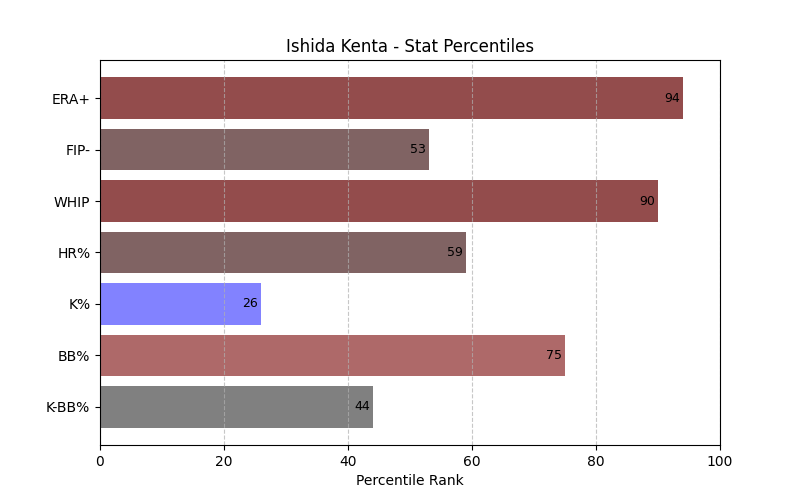 Ishida Kenta - Stat Percentiles
ERA+ 94
FIP- 53
WHIP 90
HR% 59
K% 26
BB% 75
K-BB% 44
0 20 40 60 80 100
Percentile Rank